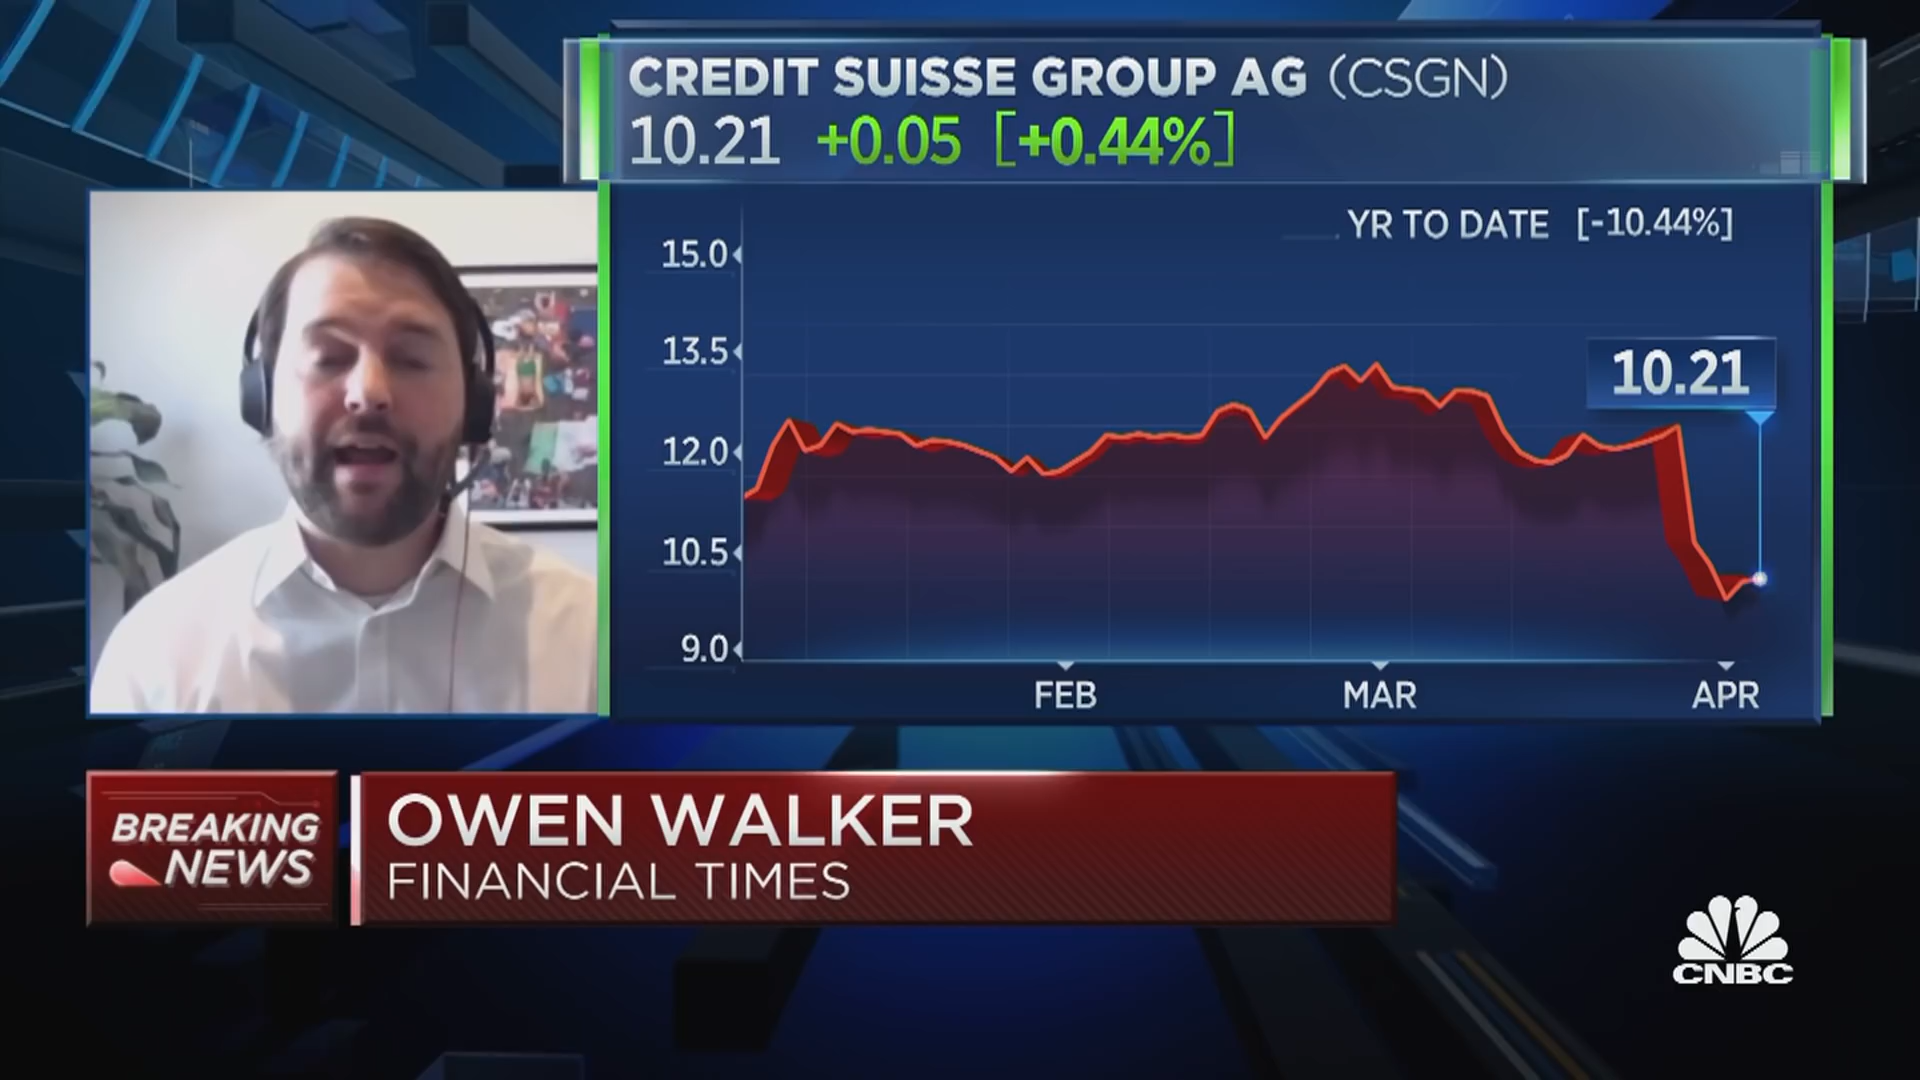 CREDIT SUISSE GROUP AG (CSGN)
10.21 +0.05 [+0.44%]
YR TO DATE [-10.44%]
15.0
13.5
12.0
10.5
9.0
10.21
FEB MAR APR
BREAKING
NEWS
OWEN WALKER
FINANCIAL TIMES
CNBC